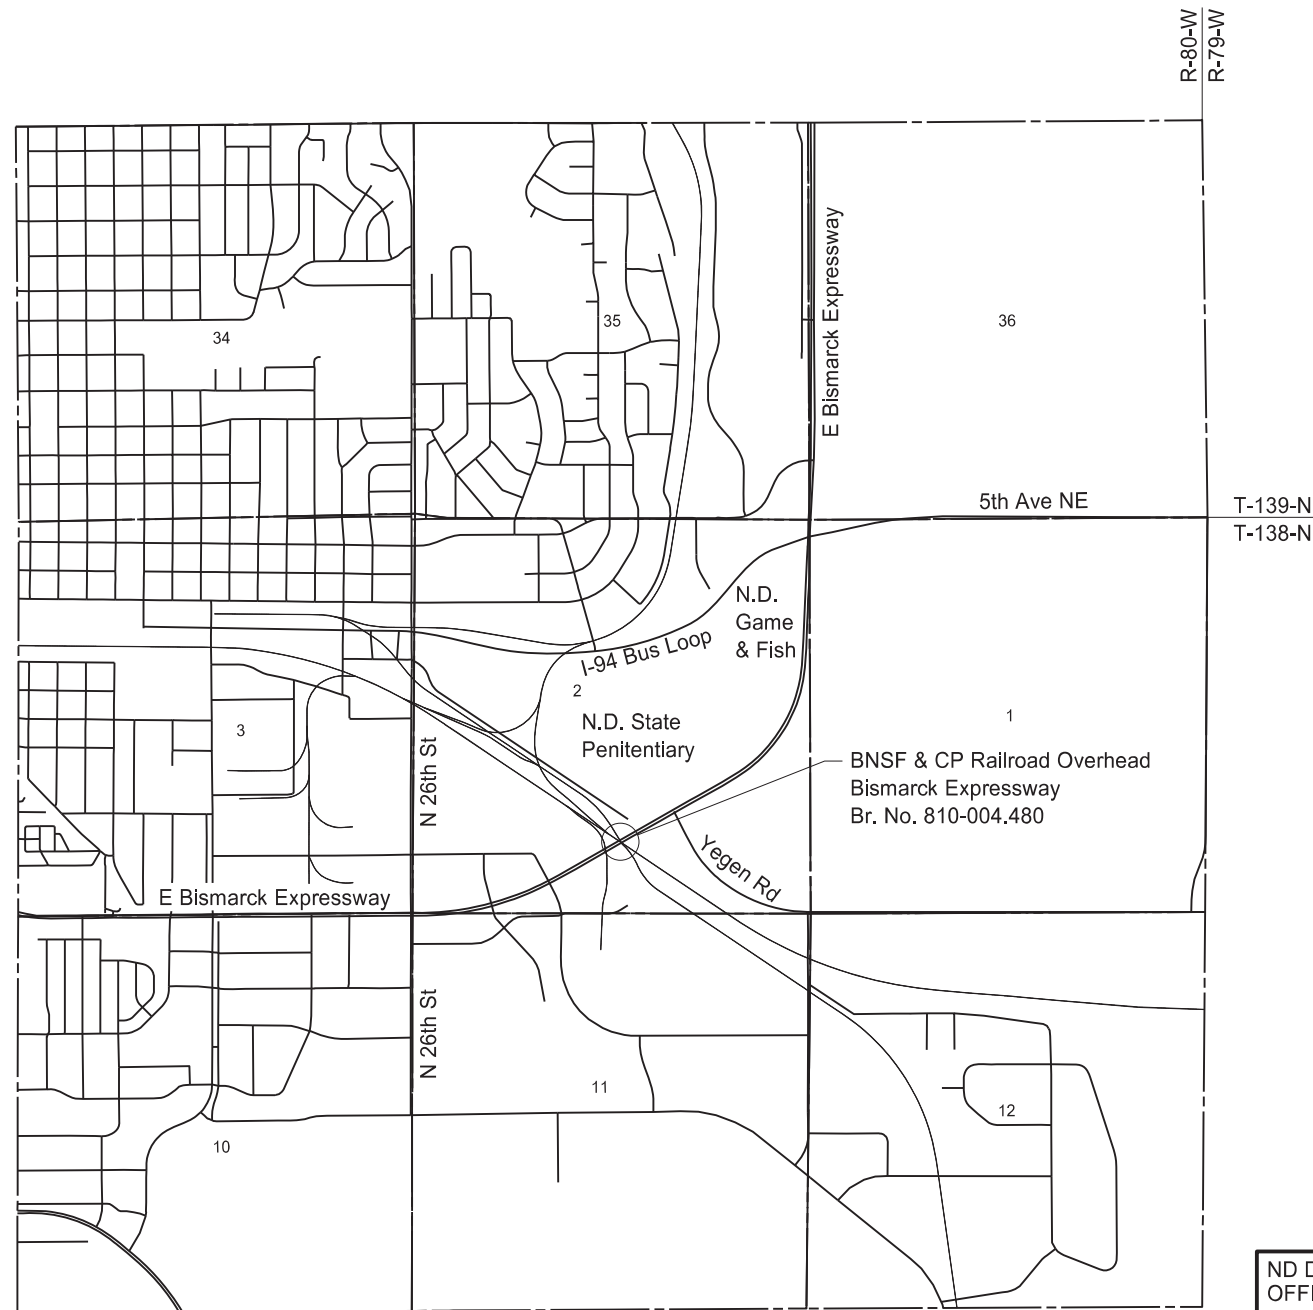 R-80-W
R-79-W
E Bismarck Expressway
34
35
36
5th Ave NE
T-139-N
T-138-N
N.D.
Game
& Fish
I-94 Bus Loop
2
N.D. State
Penitentiary
3
1
N 26th St
BNSF & CP Railroad Overhead
Bismarck Expressway
Br. No. 810-004.480
Yegen Rd
E Bismarck Expressway
N 26th St
11
12
10
ND D
OFFI